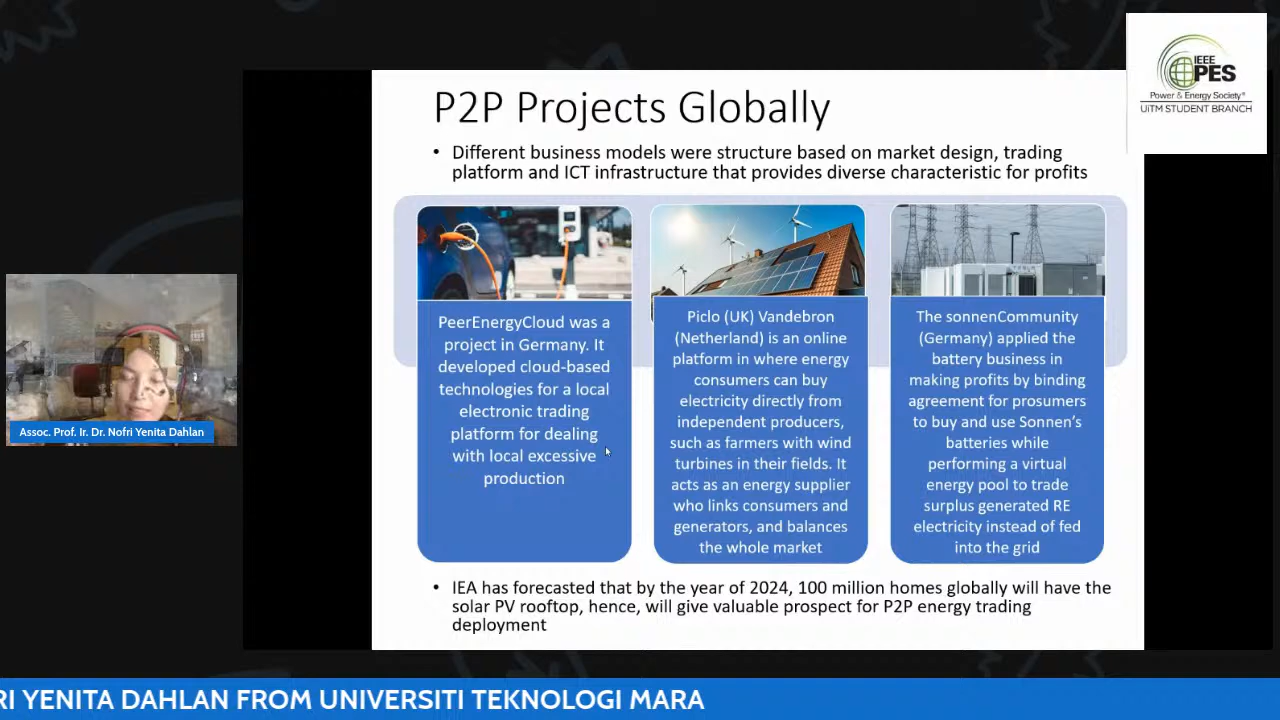 P2P Projects Globally
• Different business models were structure based on market design, trading
platform and ICT infrastructure that provides diverse characteristic for profits
PeerEnergyCloud was a
project in Germany. It
developed cloud-based
technologies for a local
electronic trading
platform for dealing
with local excessive
production
Piclo (UK) Vandebron
(Netherland) is an online
platform in where energy
consumers can buy
electricity directly from
independent producers,
such as farmers with wind
turbines in their fields. It
acts as an energy supplier
who links consumers and
generators, and balances
the whole market
TESLA
The sonnenCommunity
(Germany) applied the
battery business in
making profits by binding
agreement for prosumers
to buy and use Sonnen's
batteries while
performing a virtual
energy pool to trade
surplus generated RE
electricity instead of fed
into the grid
• IEA has forecasted that by the year of 2024, 100 million homes globally will have the
solar PV rooftop, hence, will give valuable prospect for P2P energy trading
deployment
IEEE
PES
Power & Energy Society®
UiTM STUDENT BRANCH
Assoc. Prof. Ir. Dr. Nofri Yenita Dahlan
RI YENITA DAHLAN FROM UNIVERSITI TEKNOLOGI MARA